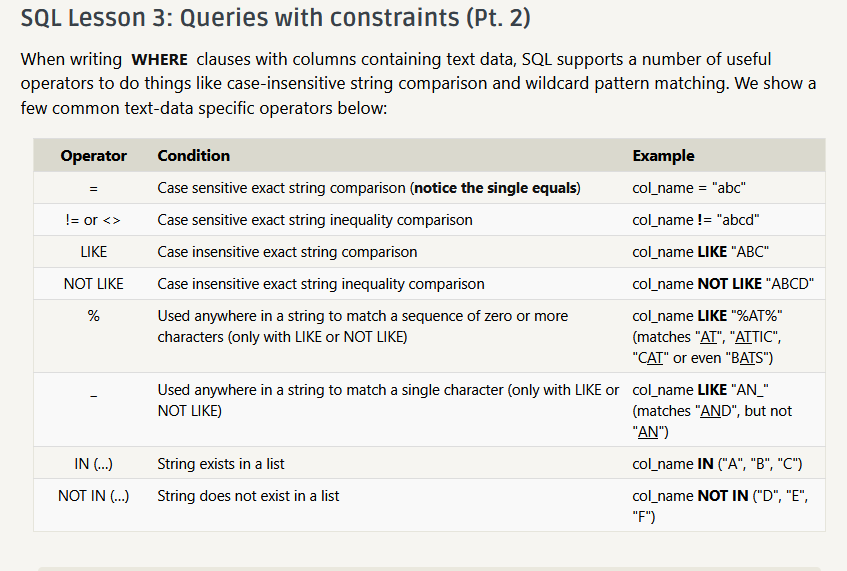 SQL Lesson 3: Queries with constraints (Pt. 2)
When writing WHERE clauses with columns containing text data, SQL supports a number of useful
operators to do things like case-insensitive string comparison and wildcard pattern matching. We show a
few common text-data specific operators below:
Operator Condition Example
= Case sensitive exact string comparison (notice the single equals) col_name = "abc"
!= or <> Case sensitive exact string inequality comparison col_name != "abcd"
LIKE Case insensitive exact string comparison col_name LIKE "ABC"
NOT LIKE Case insensitive exact string inequality comparison col_name NOT LIKE "ABCD"
% Used anywhere in a string to match a sequence of zero or more col_name LIKE "%AT%"
characters (only with LIKE or NOT LIKE) (matches "AT", "ATTIC",
"CAT" or even "BATS")
_ Used anywhere in a string to match a single character (only with LIKE or col_name LIKE "AN_"
NOT LIKE) (matches "AND", but not
"AN")
IN (...) String exists in a list col_name IN ("A", "B", "C")
NOT IN (...) String does not exist in a list col_name NOT IN ("D", "E",
"F")